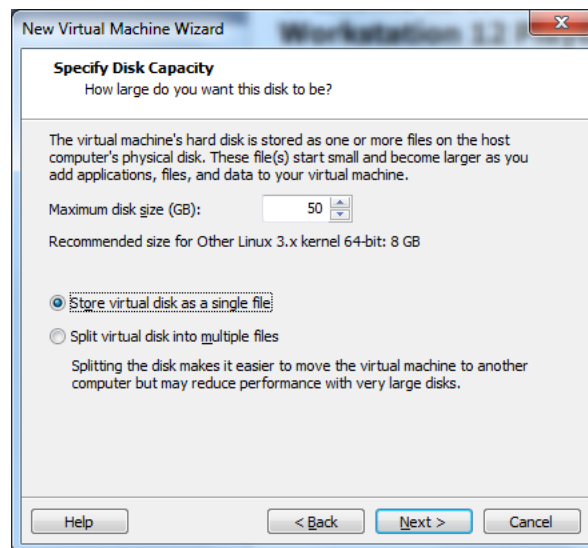 New Virtual Machine Wizard
Workstation 12 Play
Specify Disk Capacity
How large do you want this disk to be?
The virtual machine's hard disk is stored as one or more files on the host
computer's physical disk. These file(s) start small and become larger as you
add applications, files, and data to your virtual machine.
Maximum disk size (GB): 50
Recommended size for Other Linux 3.x kernel 64-bit: 8 GB
Store virtual disk as a single file
Split virtual disk into multiple files
Splitting the disk makes it easier to move the virtual machine to another
computer but may reduce performance with very large disks.
Help < Back Next > Cancel